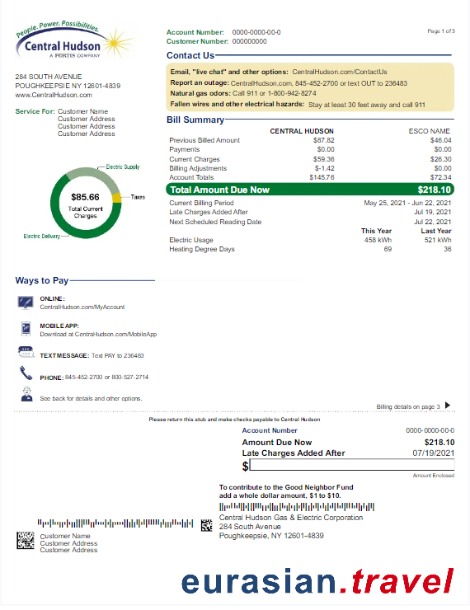 People. Power. Possibilities.
Central Hudson
A FORTIS COMPANY
284 SOUTH AVENUE
POUGHKEEPSIE NY 12601-4839
www.CentralHudson.com
Service For: Customer Name
Customer Address
Customer Address
Customer Address
Account Number: 0000-0000-00-0
Customer Number: 000000000
Page 1 of 3
Contact Us
Email, "live chat" and other options: CentralHudson.com/ContactUs
Report an outage: CentralHudson.com, 845-452-2700 or text OUT to 236483
Natural gas odors: Call 911 or 1-800-942-8274
Fallen wires and other electrical hazards: Stay at least 30 feet away and call 911
Bill Summary
CENTRAL HUDSON ESCO NAME
Previous Billed Amount $87.82 $46.04
Payments $0.00 $0.00
Current Charges $59.36 $26.30
Billing Adjustments $-1.42 $0.00
Account Totals $145.76 $72.34
Total Amount Due Now $218.10
Current Billing Period May 25, 2021 - Jun 22, 2021
Late Charges Added After Jul 19, 2021
Next Scheduled Reading Date Jul 22, 2021
This Year Last Year
Electric Usage 458 kWh 521 kWh
Heating Degree Days 69 36
Electric Supply
$85.66
Total Current
Charges
Taxes
Electric Delivery
Ways to Pay
ONLINE:
CentralHudson.com/MyAccount
MOBILE APP:
Download at CentralHudson.com/MobileApp
TEXT MESSAGE: Text PAY to 236483
PHONE: 845-452-2700 or 800-527-2714
See back for details and other options.
Billing details on page 3
Please return this stub and make checks payable to Central Hudson
Account Number 0000-0000-00-0
Amount Due Now $218.10
Late Charges Added After 07/19/2021
$
Amount Enclosed
To contribute to the Good Neighbor Fund
add a whole dollar amount, $1 to $10.
Central Hudson Gas & Electric Corporation
284 South Avenue
Poughkeepsie, NY 12601-4839
Customer Name
Customer Address
Customer Address
eurasian.travel